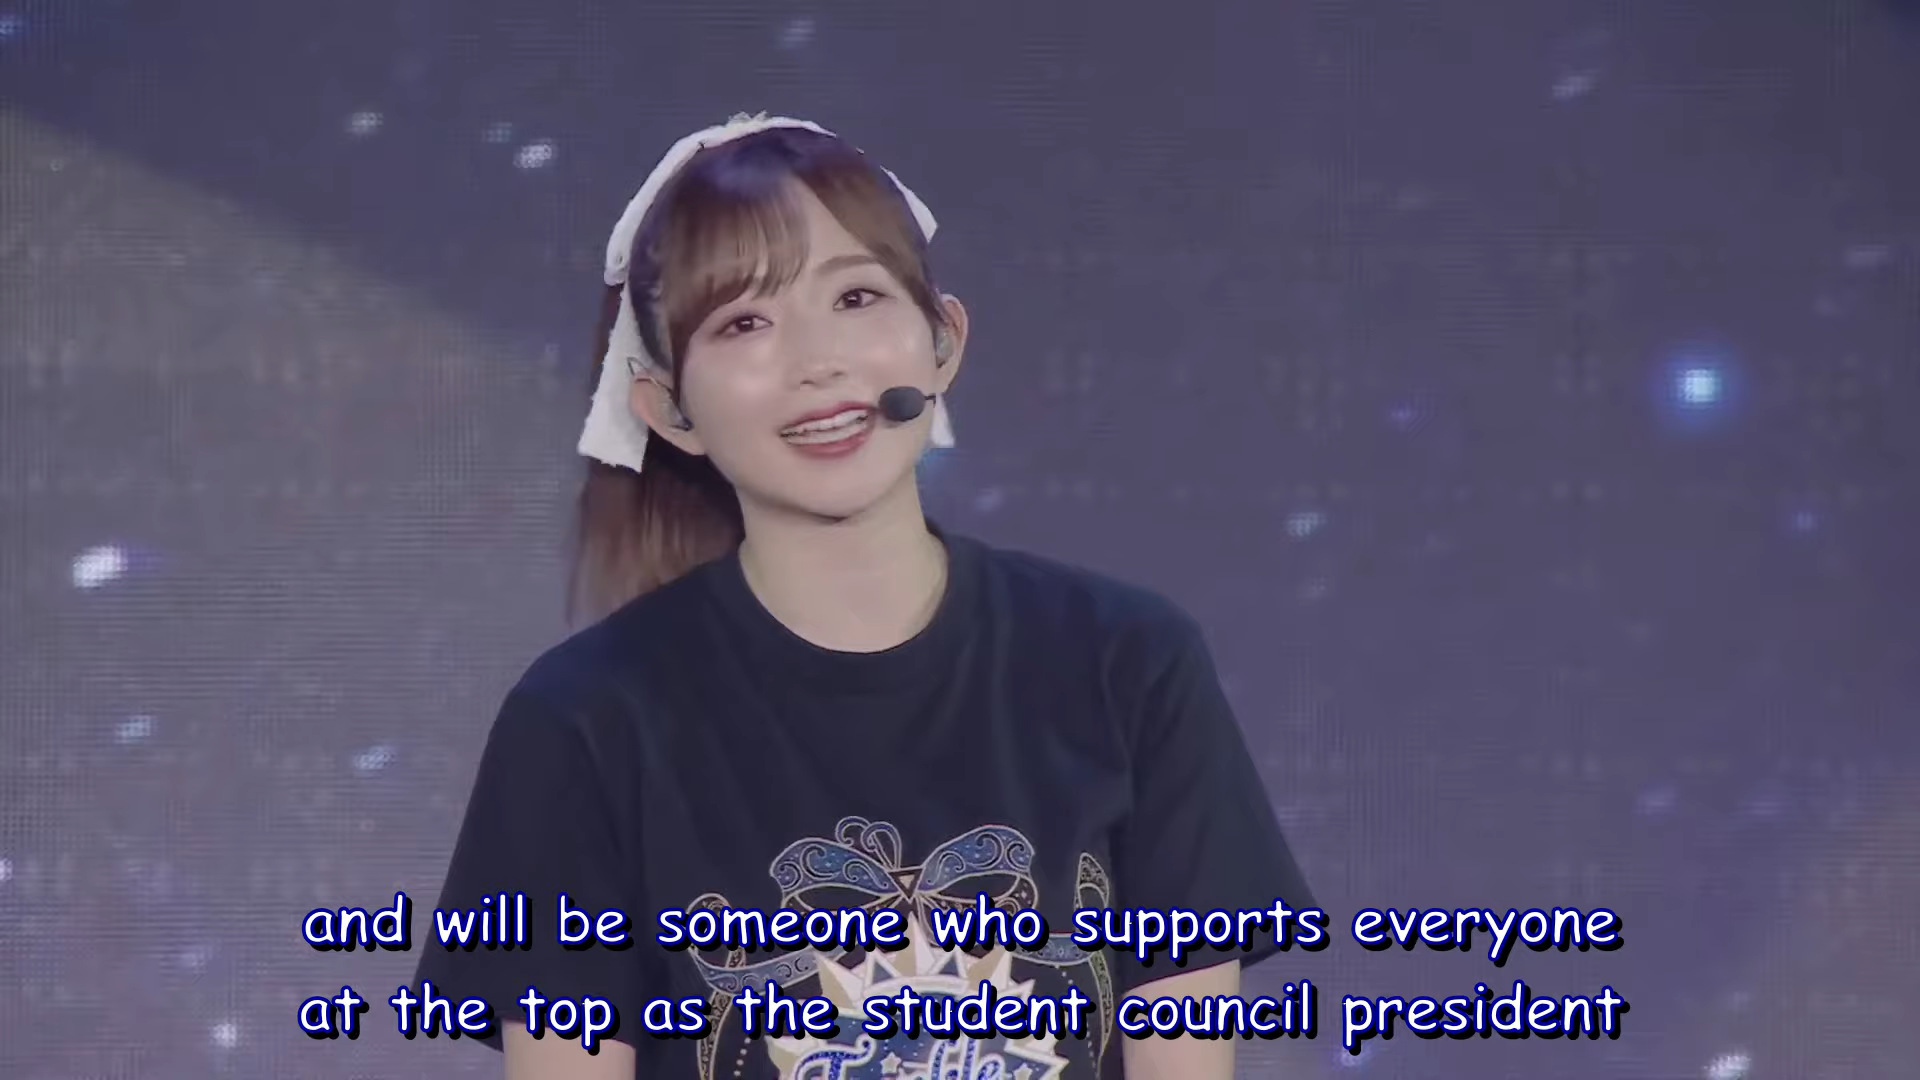 and will be someone who supports everyone
at the top as the student council president